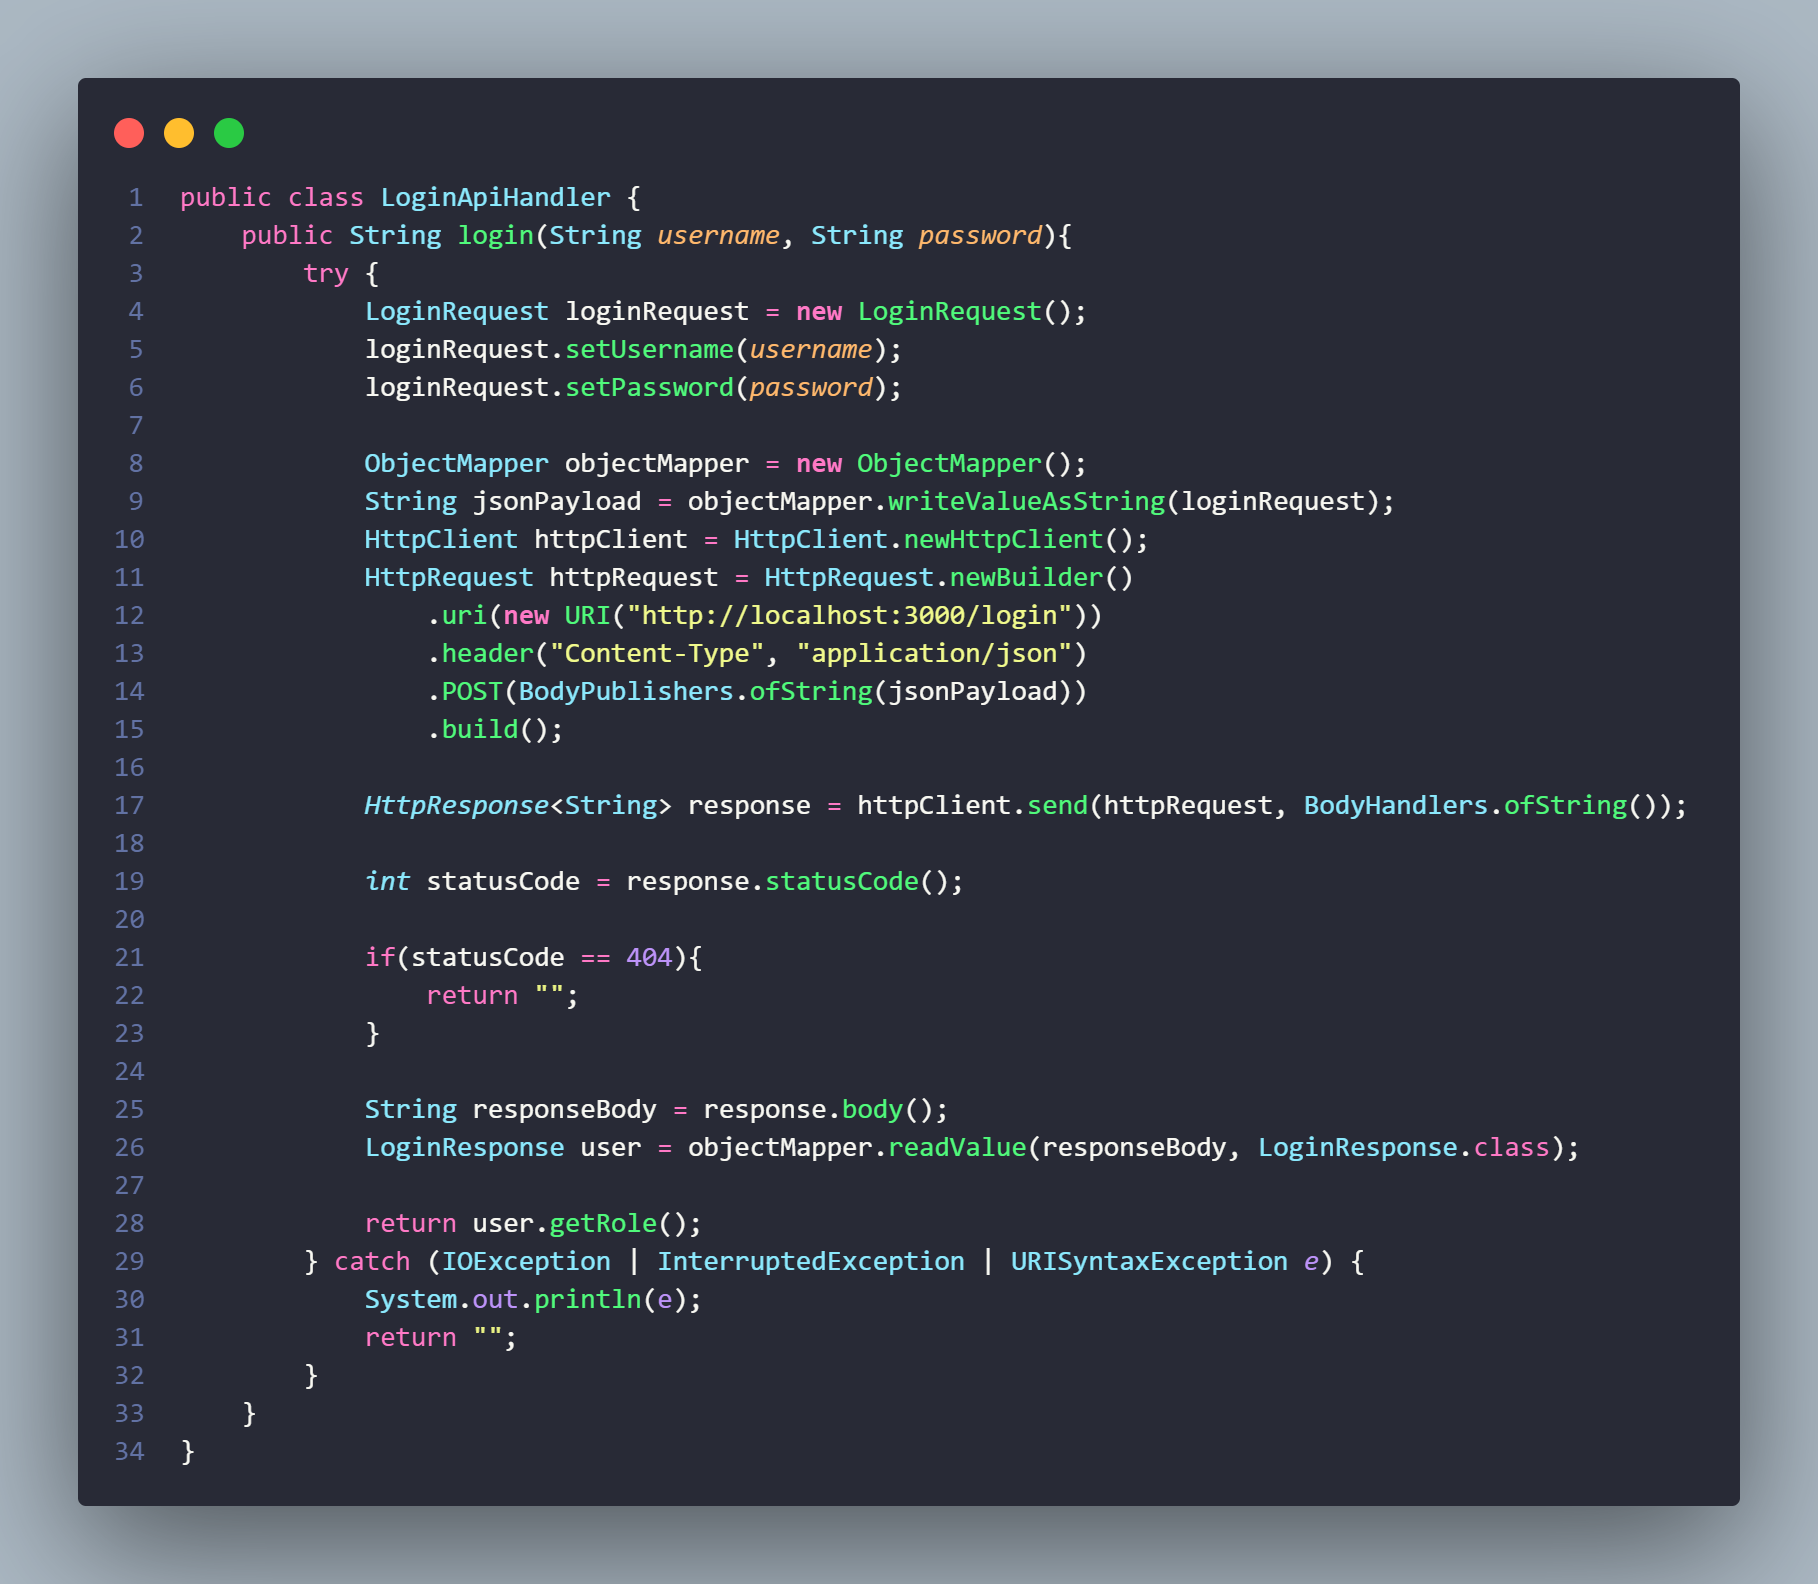 1 public class LoginApiHandler {
2     public String login(String username, String password){
3         try {
4             LoginRequest loginRequest = new LoginRequest();
5             loginRequest.setUsername(username);
6             loginRequest.setPassword(password);
7
8             ObjectMapper objectMapper = new ObjectMapper();
9             String jsonPayload = objectMapper.writeValueAsString(loginRequest);
10             HttpClient httpClient = HttpClient.newHttpClient();
11             HttpRequest httpRequest = HttpRequest.newBuilder()
12                 .uri(new URI("http://localhost:3000/login"))
13                 .header("Content-Type", "application/json")
14                 .POST(BodyPublishers.ofString(jsonPayload))
15                 .build();
16
17             HttpResponse<String> response = httpClient.send(httpRequest, BodyHandlers.ofString());
18
19             int statusCode = response.statusCode();
20
21             if(statusCode == 404){
22                 return "";
23             }
24
25             String responseBody = response.body();
26             LoginResponse user = objectMapper.readValue(responseBody, LoginResponse.class);
27
28             return user.getRole();
29         } catch (IOException | InterruptedException | URISyntaxException e) {
30             System.out.println(e);
31             return "";
32         }
33     }
34 }